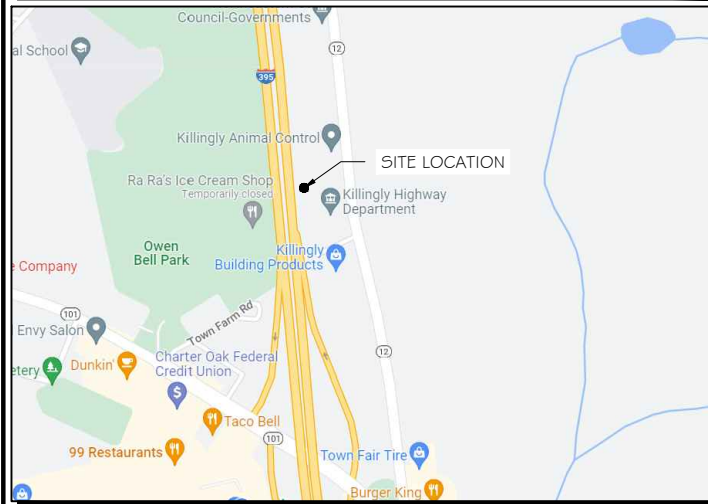 Council-Governments
12
al School
395
Killingly Animal Control
SITE LOCATION
Ra Ra's Ice Cream Shop
Temporarily closed
Killingly Highway
Department
Owen
Bell Park
Killingly
Building Products
e Company
101
Town Farm Rd
Envy Salon
12
Charter Oak Federal
Credit Union
Dunkin'
etery
Taco Bell
101
99 Restaurants
Town Fair Tire
Burger King